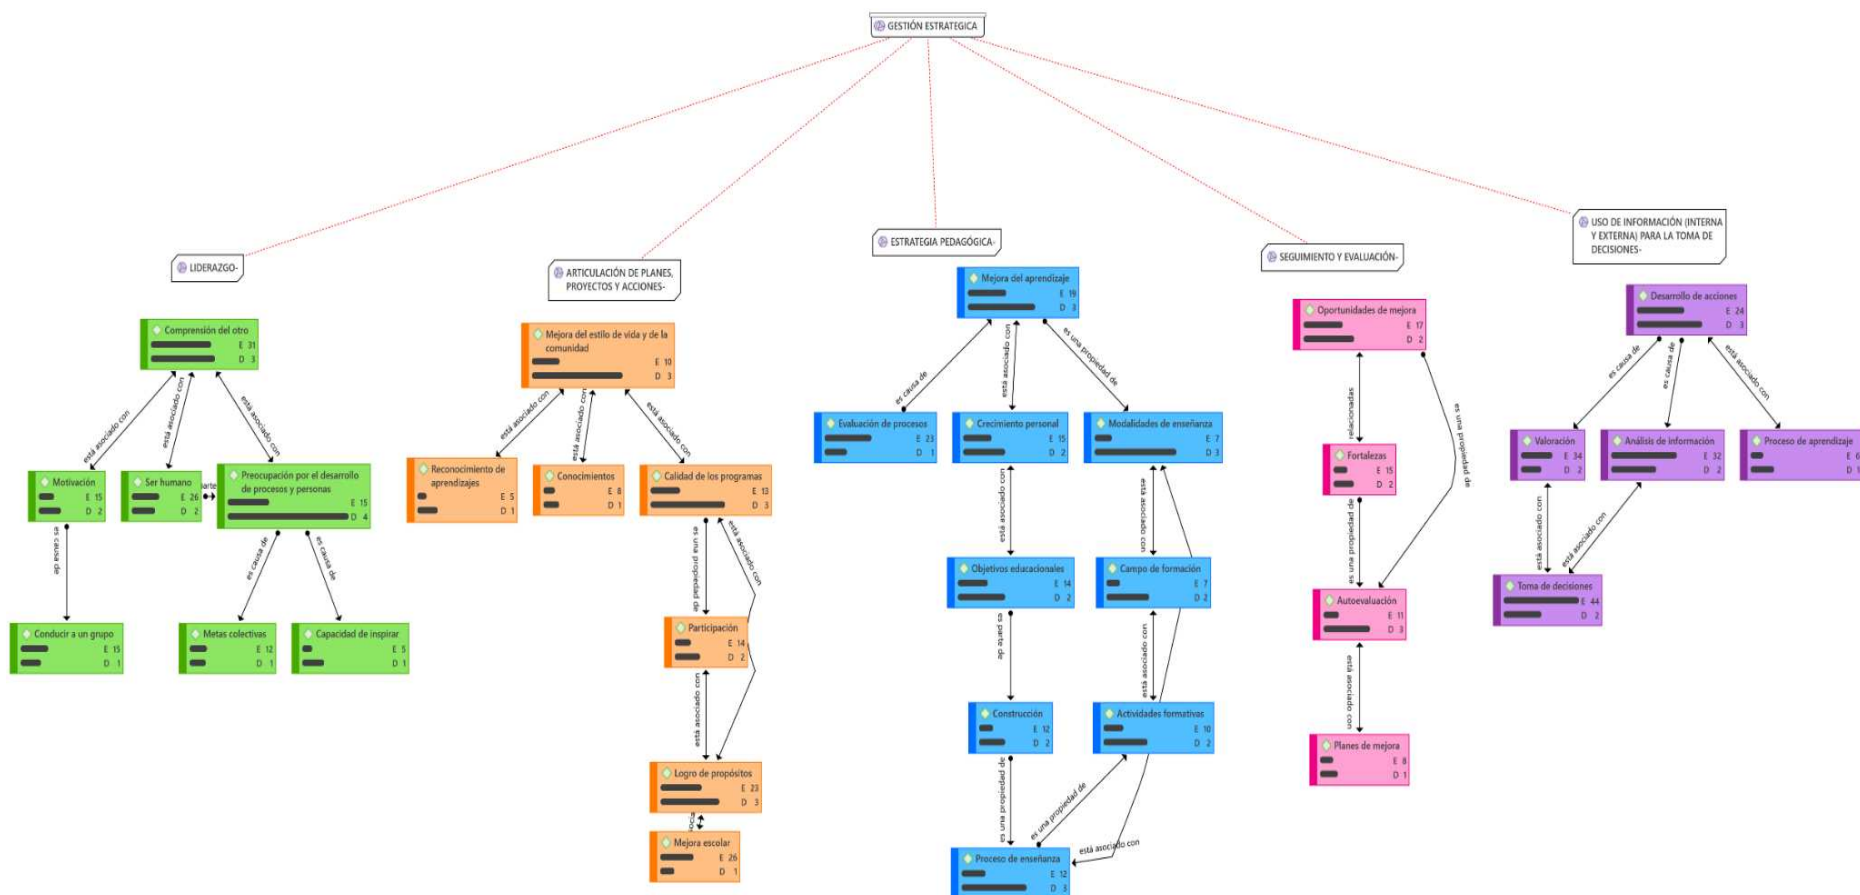 GESTIÓN ESTRATEGICA
LIDERAZGO-
ARTICULACIÓN DE PLANES,
PROYECTOS Y ACCIONES-
ESTRATEGIA PEDAGÓGICA-
SEGUIMIENTO Y EVALUACIÓN-
USO DE INFORMACIÓN (INTERNA
Y EXTERNA) PARA LA TOMA DE
DECISIONES-
Comprensión del otro
E 31
D 3
está asociado con
está asociado con
está asociado con
Motivación
E 15
D 2
Ser humano
E 26
D 2
Preocupación por el desarrollo
de procesos y personas
E 15
D 4
es causa de
es causa de
es causa de
Conducir a un grupo
E 15
D 1
Metas colectivas
E 12
D 1
Capacidad de inspirar
E 5
D 1
Mejora del estilo de vida y de la
comunidad
E 10
D 3
está asociado con
está asociado con
está asociado con
Reconocimiento de
aprendizajes
E 5
D 1
Conocimientos
E 8
D 1
Calidad de los programas
E 13
D 3
es una propiedad de
está asociado con
Participación
E 14
D 2
está asociado con
Logro de propósitos
E 23
D 3
Mejora escolar
E 26
D 1
Mejora del aprendizaje
E 19
D 3
es causa de
está asociado con
es una propiedad de
Evaluación de procesos
E 23
D 1
Crecimiento personal
E 15
D 2
Modalidades de enseñanza
E 7
D 3
está asociado con
está asociado con
Objetivos educacionales
E 14
D 2
Campo de formación
E 7
D 2
es parte de
está asociado con
Construcción
E 12
D 2
Actividades formativas
E 10
D 2
es una propiedad de
es una propiedad de
está asociado con
Proceso de enseñanza
E 12
D 3
Oportunidades de mejora
E 17
D 2
relacionadas
es una propiedad de
Fortalezas
E 15
D 2
es una propiedad de
Autoevaluación
E 11
D 3
está asociado con
Planes de mejora
E 8
D 1
Desarrollo de acciones
E 24
D 3
es causa de
es causa de
está asociado con
Valoración
E 34
D 2
Análisis de información
E 32
D 2
Proceso de aprendizaje
E 6
D 1
está asociado con
está asociado con
Toma de decisiones
E 44
D 2